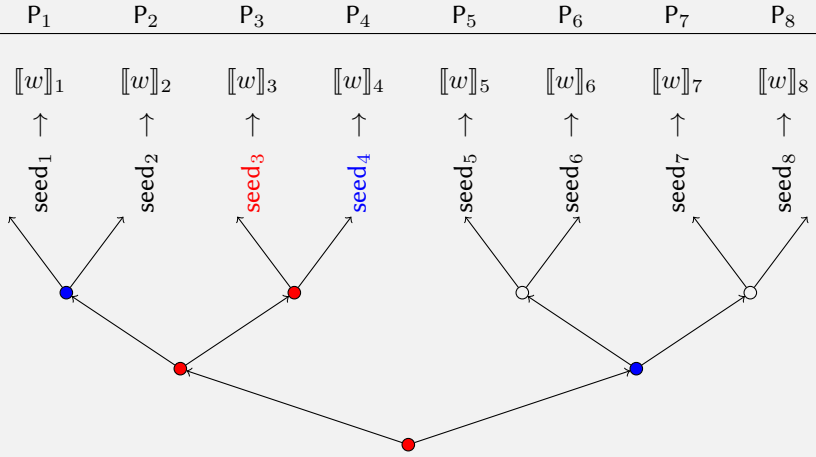 P₁ P₂ P₃ P₄ P₅ P₆ P₇ P₈
⟦w⟧₁ ⟦w⟧₂ ⟦w⟧₃ ⟦w⟧₄ ⟦w⟧₅ ⟦w⟧₆ ⟦w⟧₇ ⟦w⟧₈
seed₁ seed₂ seed₃ seed₄ seed₅ seed₆ seed₇ seed₈